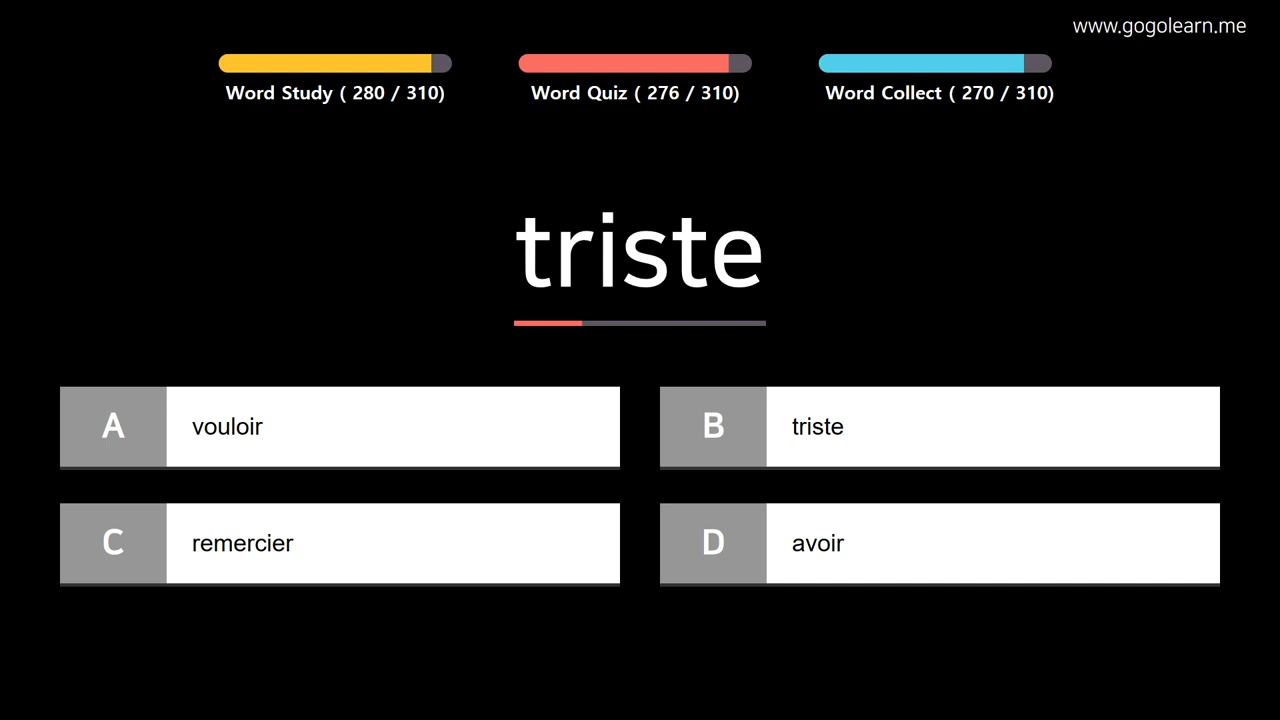 www.gogolearn.me
Word Study ( 280 / 310)
Word Quiz ( 276 / 310)
Word Collect ( 270 / 310)
triste
A vouloir
B triste
C remercier
D avoir